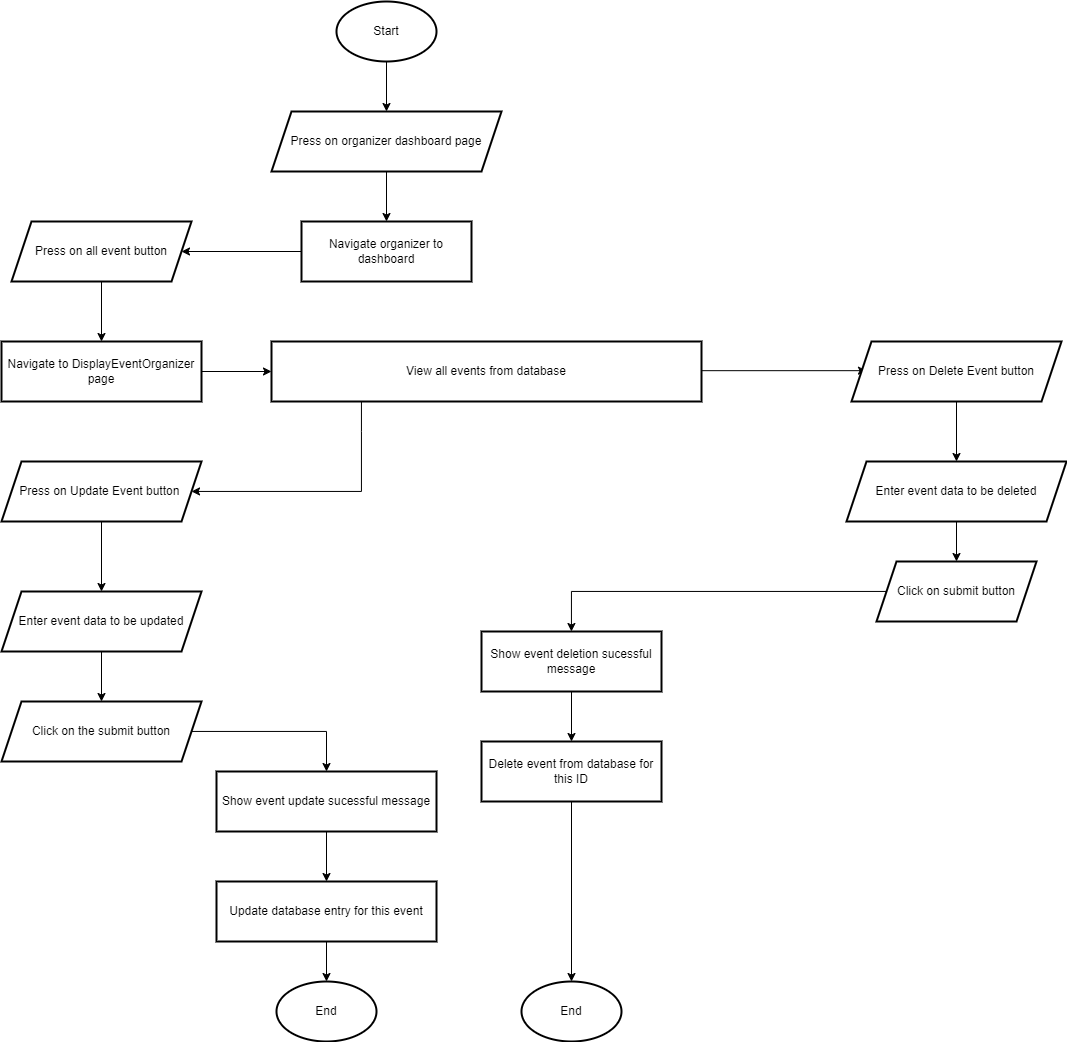 Start
Press on organizer dashboard page
Navigate organizer to
dashboard
Press on all event button
Navigate to DisplayEventOrganizer
page
View all events from database
Press on Delete Event button
Press on Update Event button
Enter event data to be deleted
Enter event data to be updated
Click on submit button
Show event deletion sucessful
message
Click on the submit button
Delete event from database for
this ID
Show event update sucessful message
Update database entry for this event
End
End